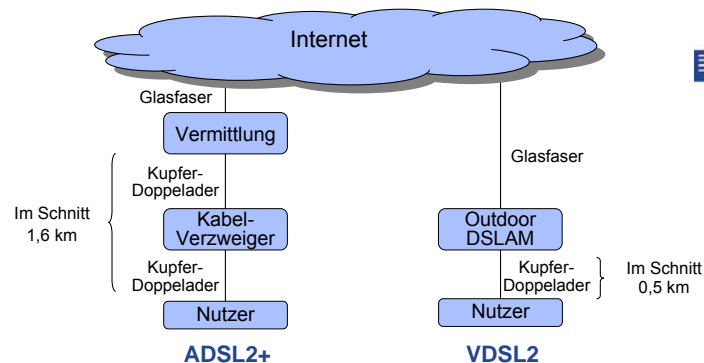 Internet
Glasfaser
Vermittlung
Kupfer-
Doppelader
Im Schnitt
1,6 km
Kabel-
Verzweiger
Kupfer-
Doppelader
Nutzer
ADSL2+
Glasfaser
Outdoor
DSLAM
Kupfer-
Doppelader
Im Schnitt
0,5 km
Nutzer
VDSL2